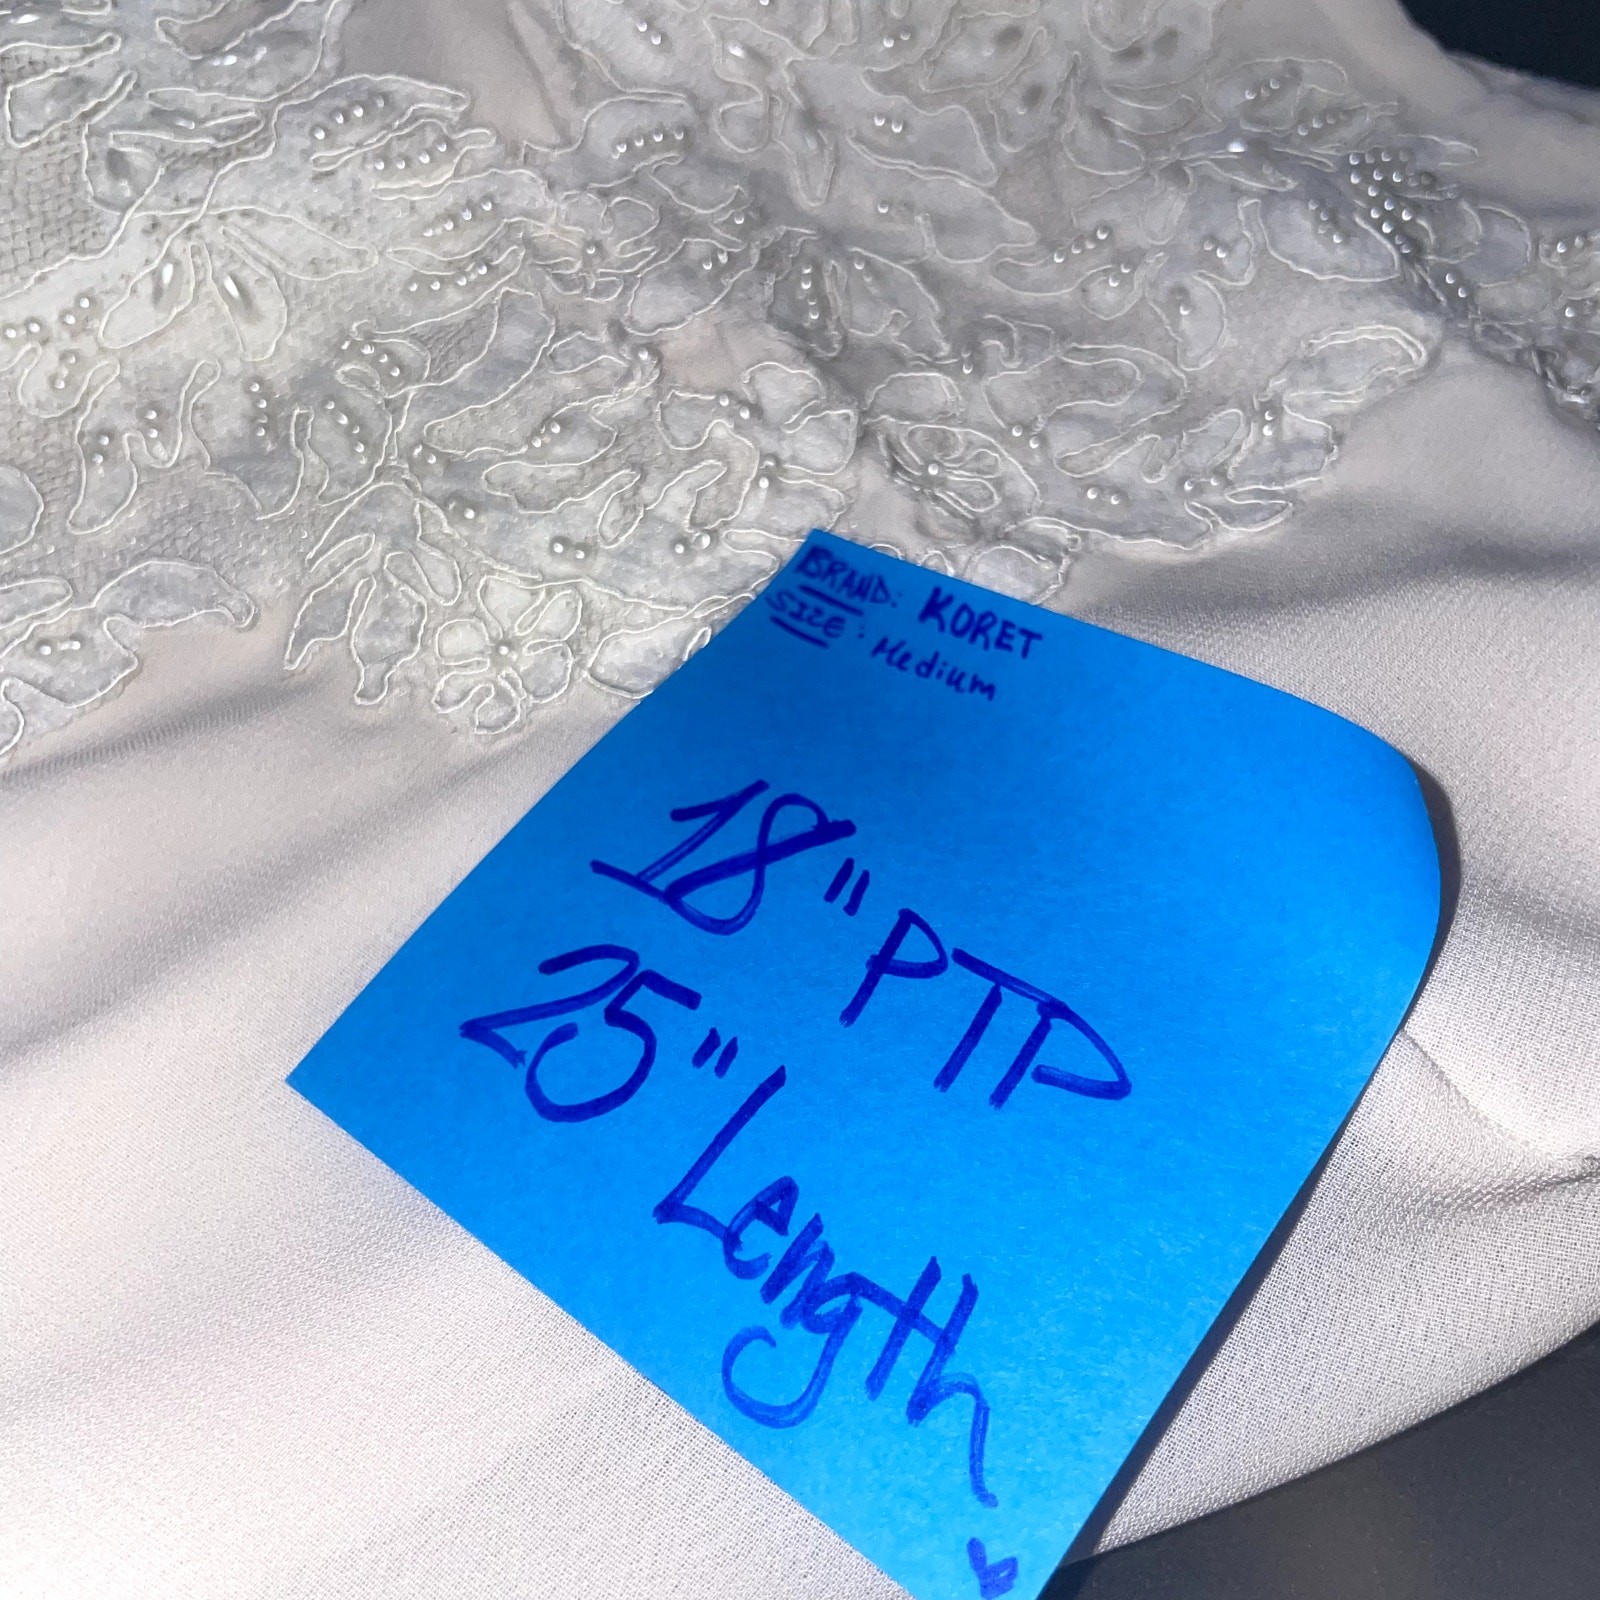 BRAND: KORET
SIZE: Medium
18" PTP
25" Length